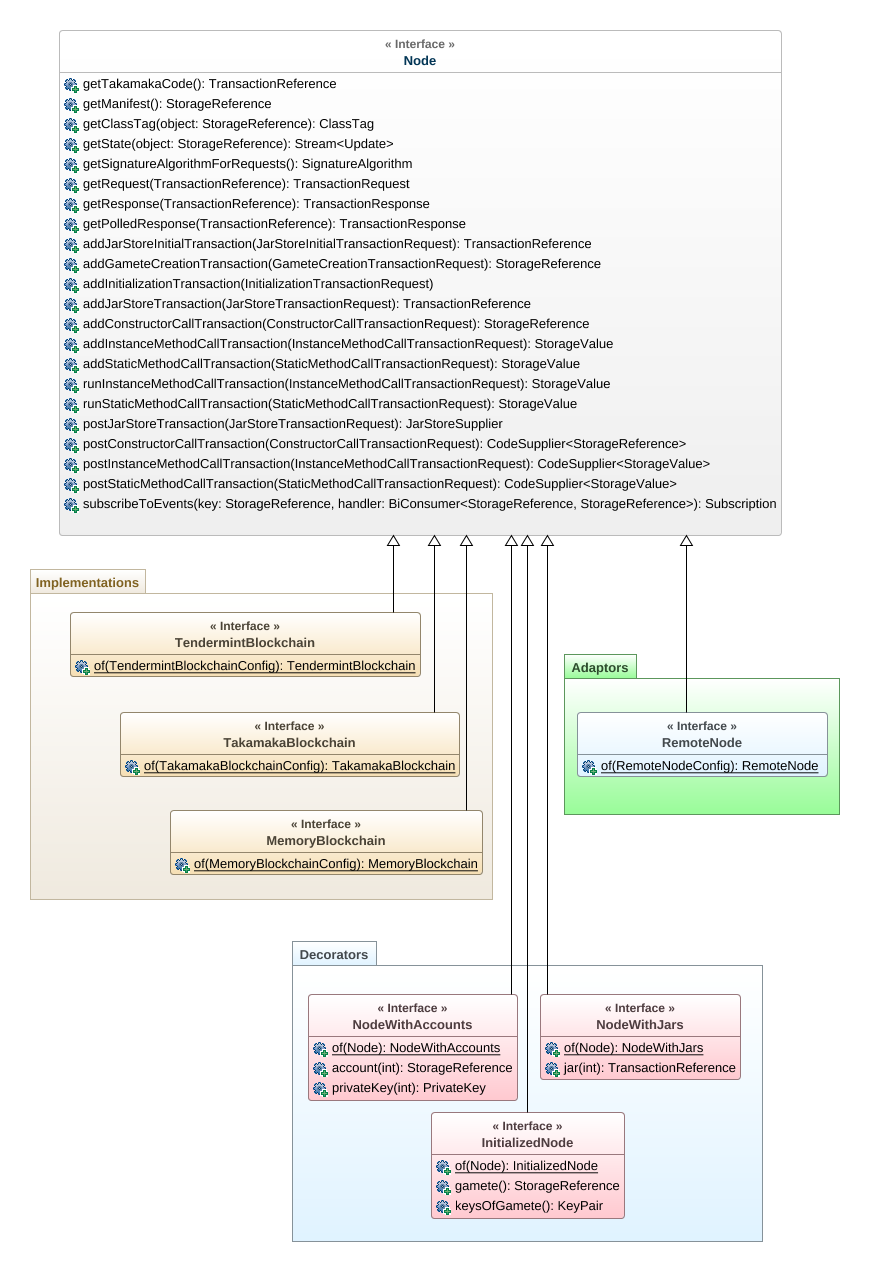 « Interface »
Node
getTakamakaCode(): TransactionReference
getManifest(): StorageReference
getClassTag(object: StorageReference): ClassTag
getState(object: StorageReference): Stream<Update>
getSignatureAlgorithmForRequests(): SignatureAlgorithm
getRequest(TransactionReference): TransactionRequest
getResponse(TransactionReference): TransactionResponse
getPolledResponse(TransactionReference): TransactionResponse
addJarStoreInitialTransaction(JarStoreInitialTransactionRequest): TransactionReference
addGameteCreationTransaction(GameteCreationTransactionRequest): StorageReference
addInitializationTransaction(InitializationTransactionRequest)
addJarStoreTransaction(JarStoreTransactionRequest): TransactionReference
addConstructorCallTransaction(ConstructorCallTransactionRequest): StorageReference
addInstanceMethodCallTransaction(InstanceMethodCallTransactionRequest): StorageValue
addStaticMethodCallTransaction(StaticMethodCallTransactionRequest): StorageValue
runInstanceMethodCallTransaction(InstanceMethodCallTransactionRequest): StorageValue
runStaticMethodCallTransaction(StaticMethodCallTransactionRequest): StorageValue
postJarStoreTransaction(JarStoreTransactionRequest): JarStoreSupplier
postConstructorCallTransaction(ConstructorCallTransactionRequest): CodeSupplier<StorageReference>
postInstanceMethodCallTransaction(InstanceMethodCallTransactionRequest): CodeSupplier<StorageValue>
postStaticMethodCallTransaction(StaticMethodCallTransactionRequest): CodeSupplier<StorageValue>
subscribeToEvents(key: StorageReference, handler: BiConsumer<StorageReference, StorageReference>): Subscription
Implementations
« Interface »
TendermintBlockchain
of(TendermintBlockchainConfig): TendermintBlockchain
« Interface »
TakamakaBlockchain
of(TakamakaBlockchainConfig): TakamakaBlockchain
« Interface »
MemoryBlockchain
of(MemoryBlockchainConfig): MemoryBlockchain
Adaptors
« Interface »
RemoteNode
of(RemoteNodeConfig): RemoteNode
Decorators
« Interface »
NodeWithAccounts
of(Node): NodeWithAccounts
account(int): StorageReference
privateKey(int): PrivateKey
« Interface »
NodeWithJars
of(Node): NodeWithJars
jar(int): TransactionReference
« Interface »
InitializedNode
of(Node): InitializedNode
gamete(): StorageReference
keysOfGamete(): KeyPair